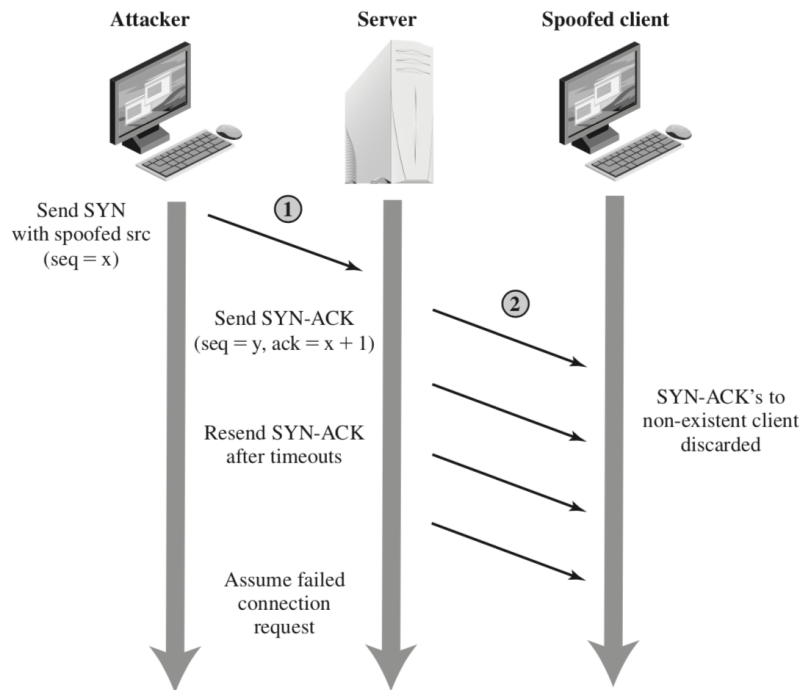 Attacker
Server
Spoofed client
Send SYN
with spoofed src
(seq = x)
1
2
Send SYN-ACK
(seq = y, ack = x + 1)
SYN-ACK's to
non-existent client
discarded
Resend SYN-ACK
after timeouts
Assume failed
connection
request